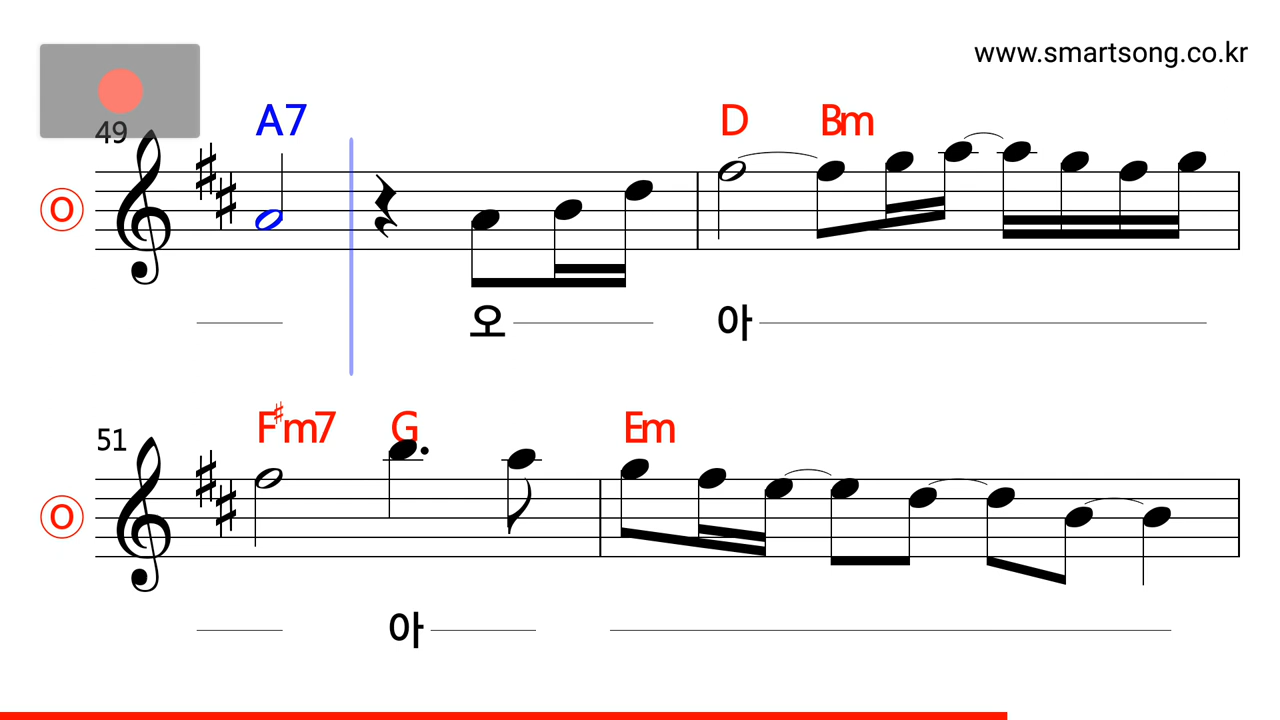 www.smartsong.co.kr
49
A7 D Bm
O
오 아
51
F♯m7 G Em
O
아